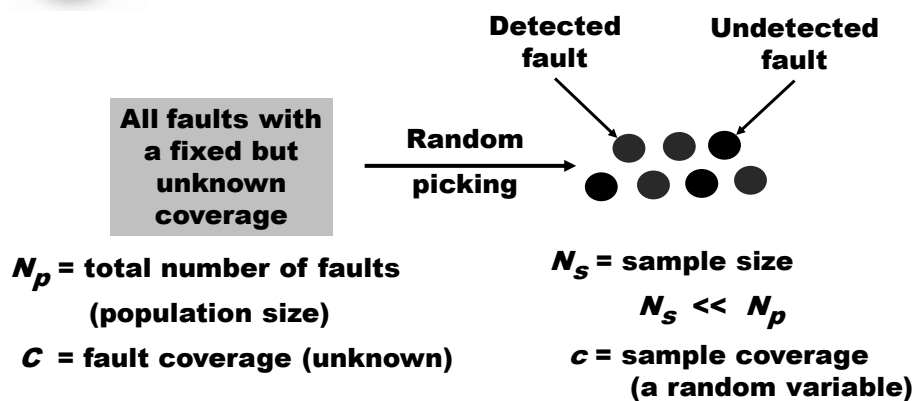 Detected
fault
Undetected
fault
All faults with
a fixed but
unknown
coverage
Random
picking
Np = total number of faults
(population size)
C = fault coverage (unknown)
Ns = sample size
Ns << Np
c = sample coverage
(a random variable)